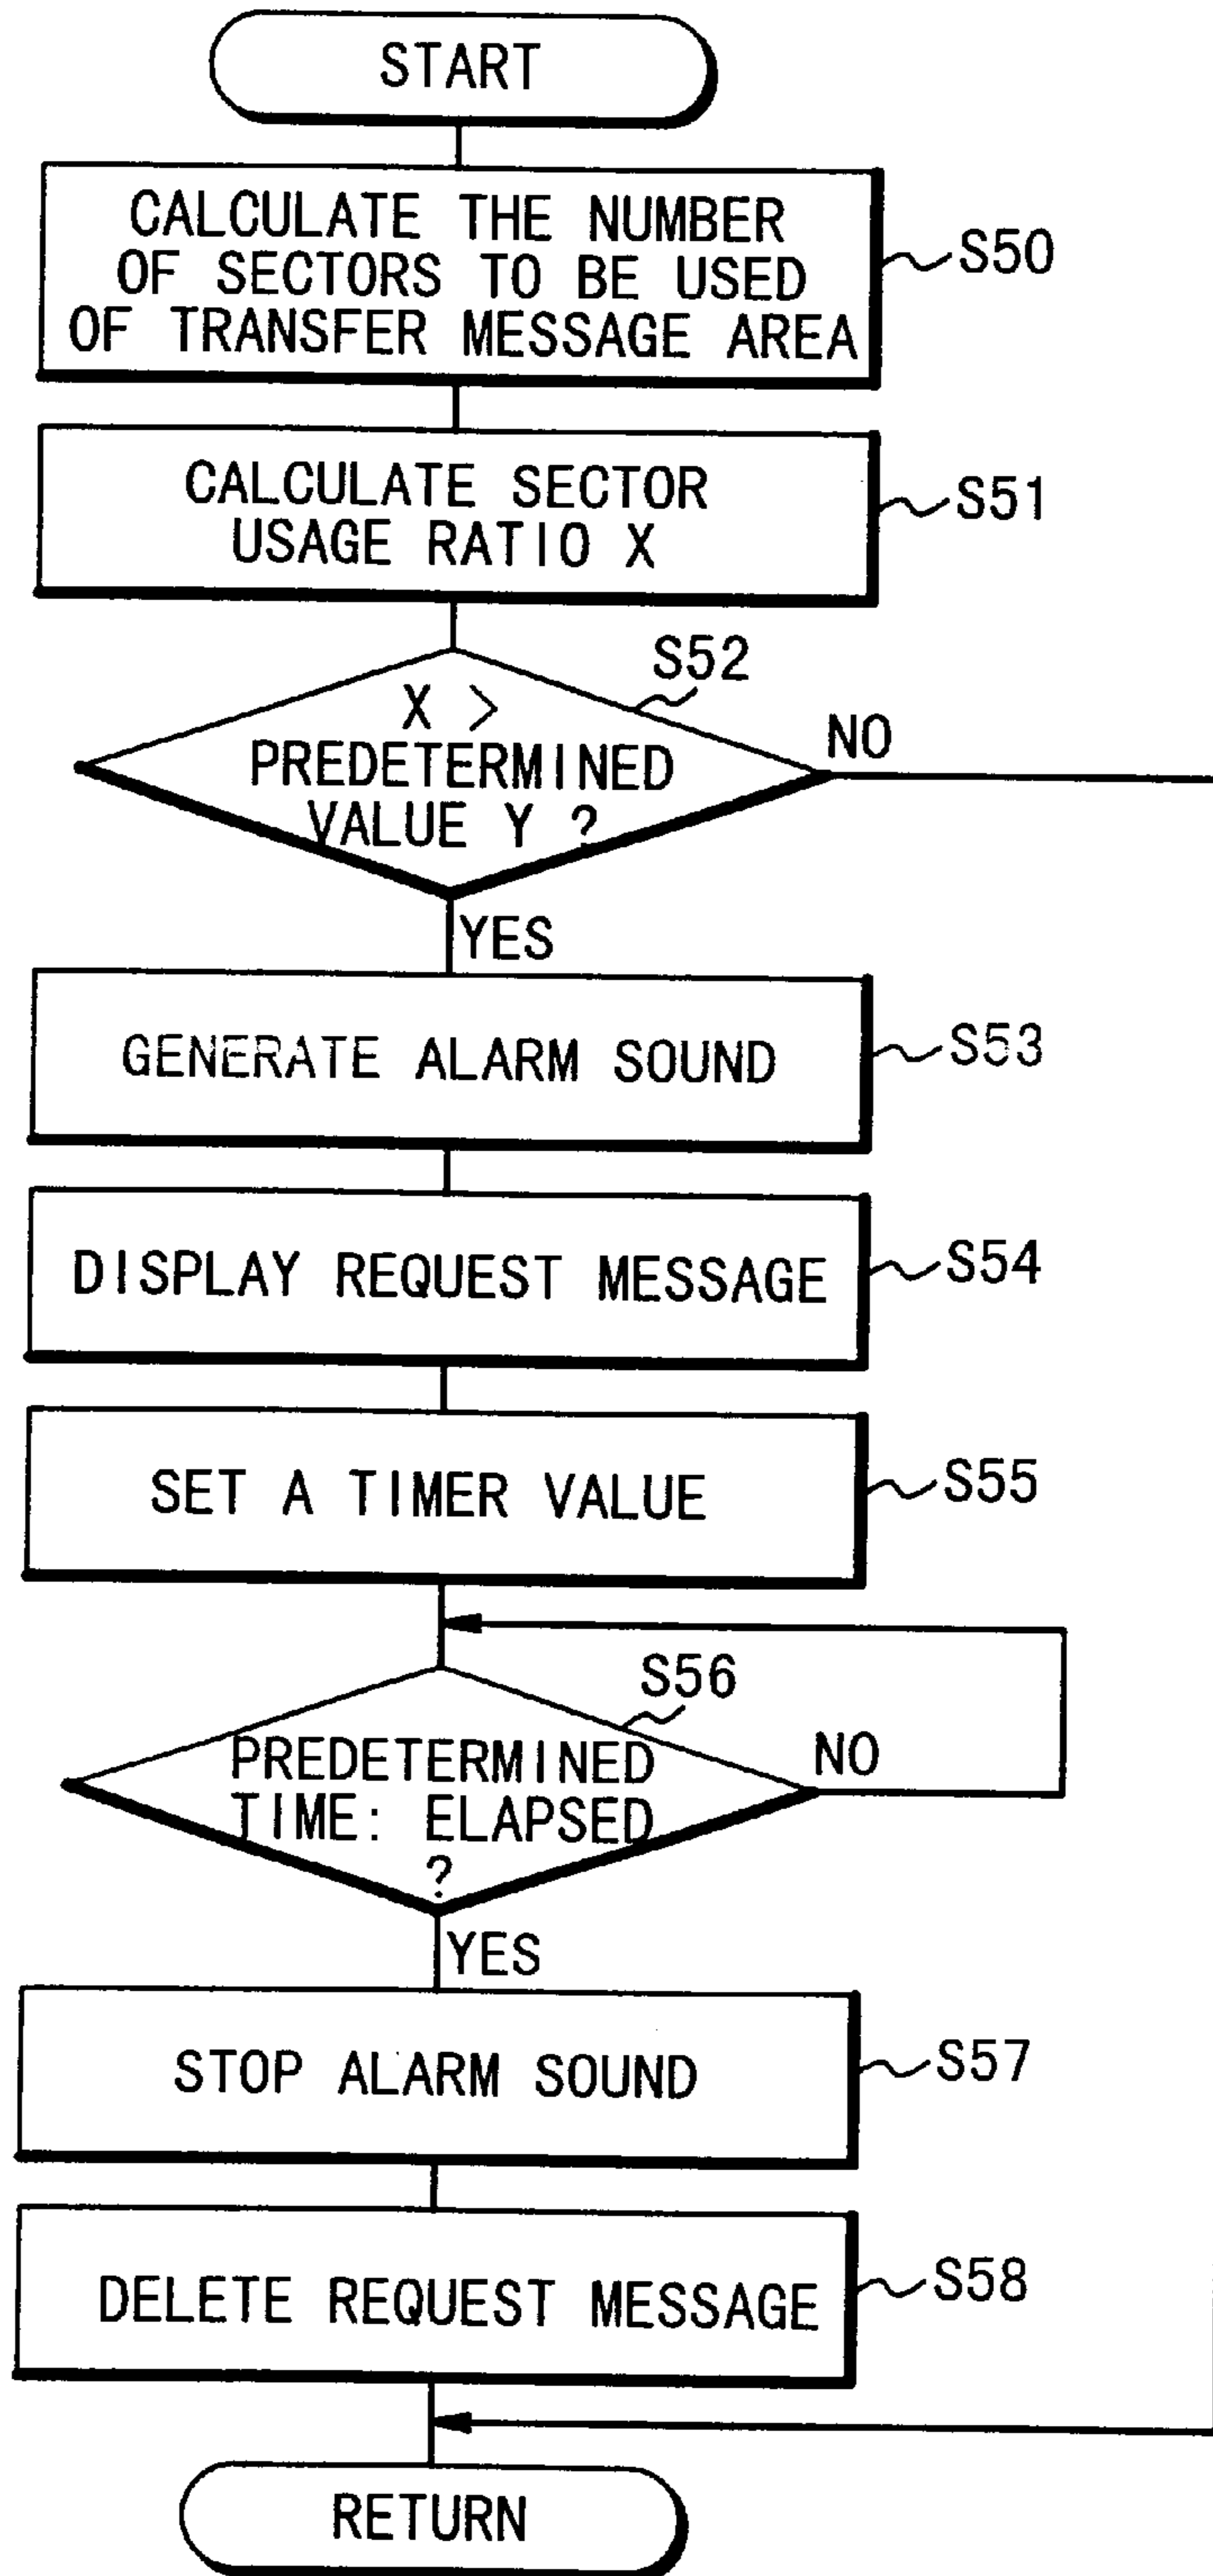 START
CALCULATE THE NUMBER
OF SECTORS TO BE USED
OF TRANSFER MESSAGE AREA
S50
CALCULATE SECTOR
USAGE RATIO X
S51
S52
X >
PREDETERMINED
VALUE Y ?
NO
YES
GENERATE ALARM SOUND
S53
DISPLAY REQUEST MESSAGE
S54
SET A TIMER VALUE
S55
S56
PREDETERMINED
TIME: ELAPSED
?
NO
YES
STOP ALARM SOUND
S57
DELETE REQUEST MESSAGE
S58
RETURN